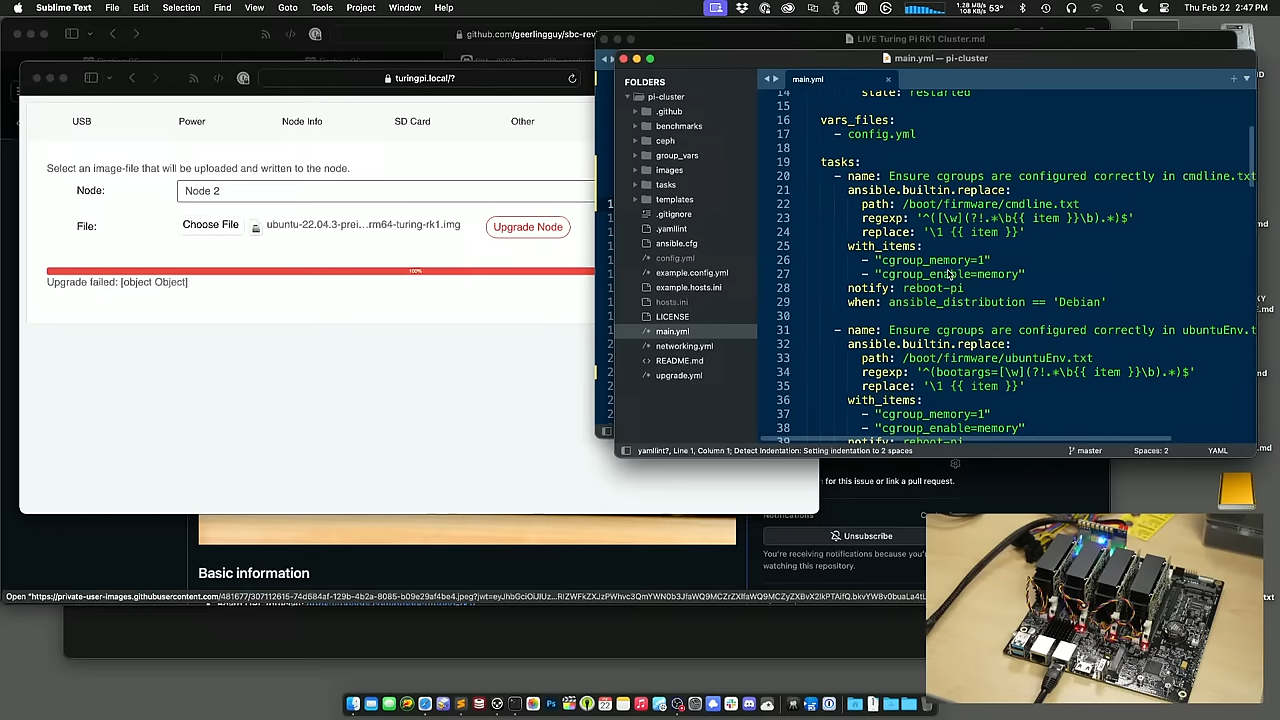 Sublime Text File Edit Selection Find View Goto Tools Project Window Help
1.28 MB/s
53°
Thu Feb 22 2:47 PM
github.com/geerlingguy/sbc-rev
LIVE Turing Pi RK1 Cluster.md
turingpi.local/?
USB Power Node Info SD Card Other
Select an image-file that will be uploaded and written to the node.
Node: Node 2
File: Choose File ubuntu-22.04.3-prei...rm64-turing-rk1.img Upgrade Node
100%
Upgrade failed: [object Object]
main.yml — pi-cluster
FOLDERS
pi-cluster
.github
benchmarks
ceph
group_vars
images
tasks
templates
.gitignore
.yamllint
ansible.cfg
config.yml
example.config.yml
example.hosts.ini
hosts.ini
LICENSE
main.yml
networking.yml
README.md
upgrade.yml
main.yml
14 state: restarted
15
16 vars_files:
17 - config.yml
18
19 tasks:
20 - name: Ensure cgroups are configured correctly in cmdline.txt
21 ansible.builtin.replace:
22 path: /boot/firmware/cmdline.txt
23 regexp: '^([\w](?!.*\b{{ item }}\b).*)$'
24 replace: '\1 {{ item }}'
25 with_items:
26 - "cgroup_memory=1"
27 - "cgroup_enable=memory"
28 notify: reboot-pi
29 when: ansible_distribution == 'Debian'
30
31 - name: Ensure cgroups are configured correctly in ubuntuEnv.t
32 ansible.builtin.replace:
33 path: /boot/firmware/ubuntuEnv.txt
34 regexp: '^(bootargs=[\w](?!.*\b{{ item }}\b).*)$'
35 replace: '\1 {{ item }}'
36 with_items:
37 - "cgroup_memory=1"
38 - "cgroup_enable=memory"
39 notify: reboot-pi
yamllint?, Line 1, Column 1; Detect Indentation: Setting indentation to 2 spaces master Spaces: 2 YAML
for this issue or link a pull request.
Notifications
Unsubscribe
You're receiving notifications because you're
watching this repository.
Basic information